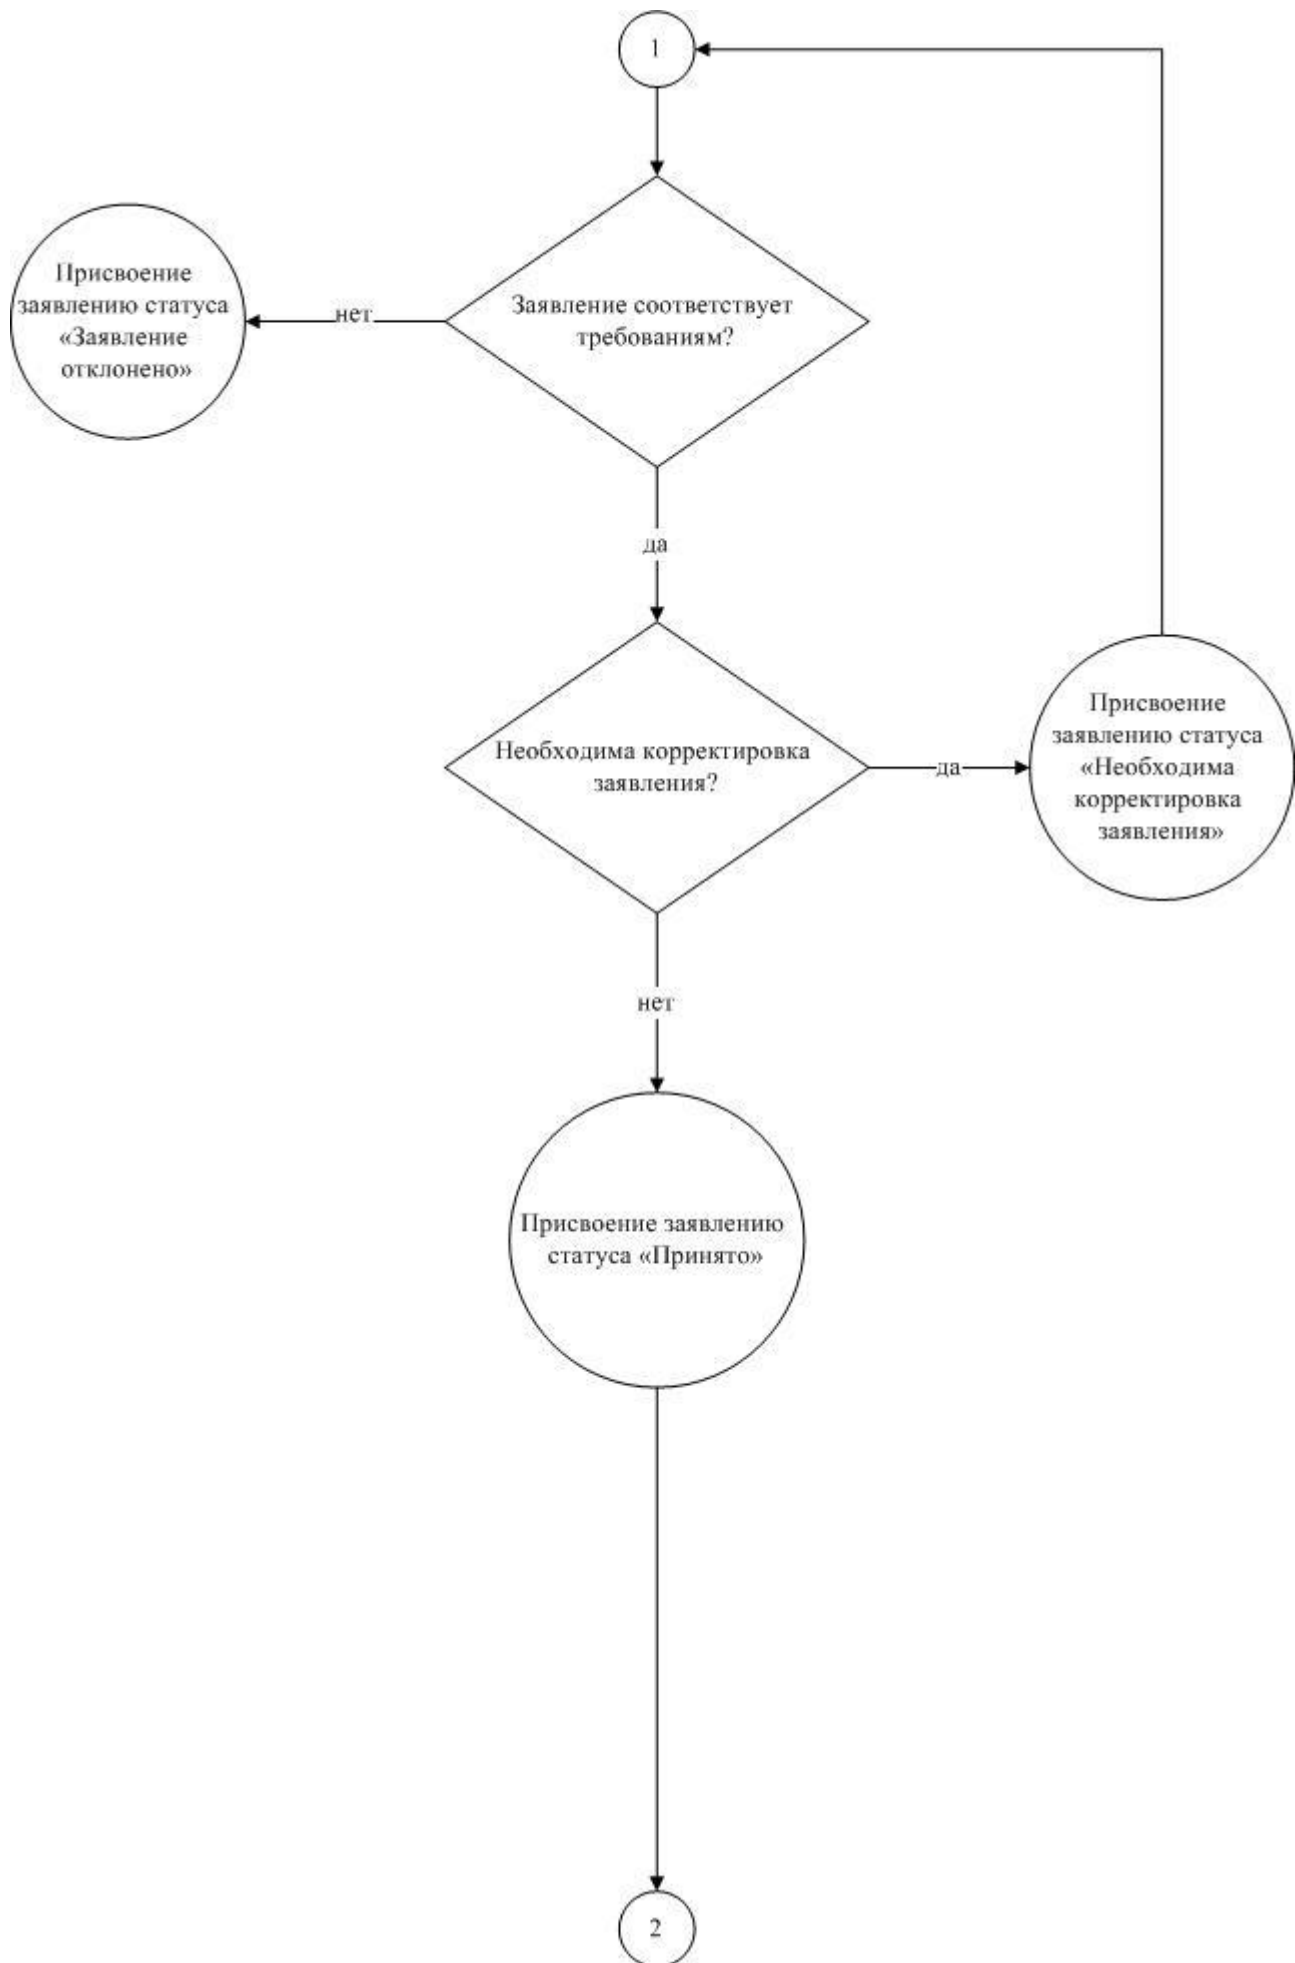 1
Присвоение
заявлению статуса
«Заявление
отклонено»
нет
Заявление соответствует
требованиям?
да
Необходима корректировка
заявления?
да
Присвоение
заявлению статуса
«Необходима
корректировка
заявления»
нет
Присвоение заявлению
статуса «Принято»
2